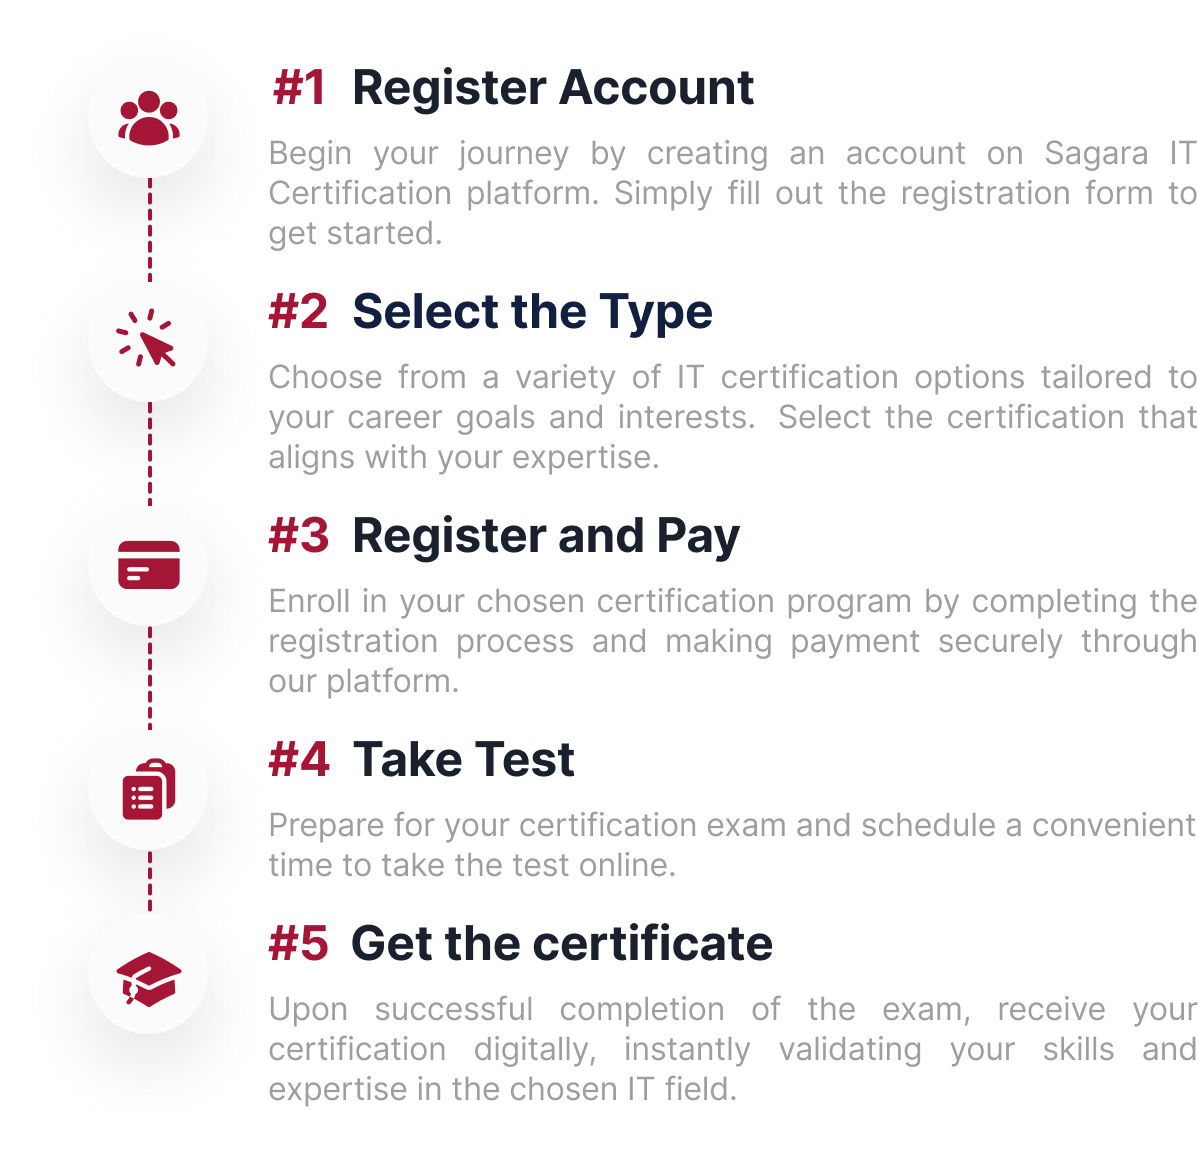 #1 Register Account
Begin your journey by creating an account on Sagara IT
Certification platform. Simply fill out the registration form to
get started.
#2 Select the Type
Choose from a variety of IT certification options tailored to
your career goals and interests.  Select the certification that
aligns with your expertise.
#3 Register and Pay
Enroll in your chosen certification program by completing the
registration process and making payment securely through
our platform.
#4 Take Test
Prepare for your certification exam and schedule a convenient
time to take the test online.
#5 Get the certificate
Upon successful completion of the exam, receive your
certification digitally, instantly validating your skills and
expertise in the chosen IT field.